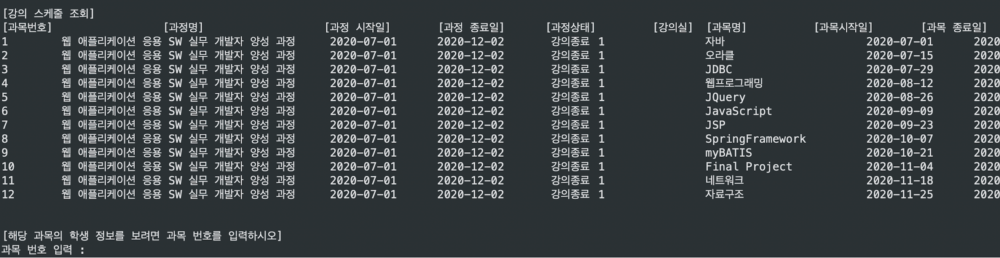 [강의 스케줄 조회]
[과목번호] [과정명] [과정 시작일] [과정 종료일] [과정상태] [강의실] [과목명] [과목시작일] [과목 종료일]
1 웹 애플리케이션 응용 SW 실무 개발자 양성 과정 2020-07-01 2020-12-02 강의종료 1 자바 2020-07-01 2020
2 웹 애플리케이션 응용 SW 실무 개발자 양성 과정 2020-07-01 2020-12-02 강의종료 1 오라클 2020-07-15 2020
3 웹 애플리케이션 응용 SW 실무 개발자 양성 과정 2020-07-01 2020-12-02 강의종료 1 JDBC 2020-07-29 2020
4 웹 애플리케이션 응용 SW 실무 개발자 양성 과정 2020-07-01 2020-12-02 강의종료 1 웹프로그래밍 2020-08-12 2020
5 웹 애플리케이션 응용 SW 실무 개발자 양성 과정 2020-07-01 2020-12-02 강의종료 1 JQuery 2020-08-26 2020
6 웹 애플리케이션 응용 SW 실무 개발자 양성 과정 2020-07-01 2020-12-02 강의종료 1 JavaScript 2020-09-09 2020
7 웹 애플리케이션 응용 SW 실무 개발자 양성 과정 2020-07-01 2020-12-02 강의종료 1 JSP 2020-09-23 2020
8 웹 애플리케이션 응용 SW 실무 개발자 양성 과정 2020-07-01 2020-12-02 강의종료 1 SpringFramework 2020-10-07 2020
9 웹 애플리케이션 응용 SW 실무 개발자 양성 과정 2020-07-01 2020-12-02 강의종료 1 myBATIS 2020-10-21 2020
10 웹 애플리케이션 응용 SW 실무 개발자 양성 과정 2020-07-01 2020-12-02 강의종료 1 Final Project 2020-11-04 2020
11 웹 애플리케이션 응용 SW 실무 개발자 양성 과정 2020-07-01 2020-12-02 강의종료 1 네트워크 2020-11-18 2020
12 웹 애플리케이션 응용 SW 실무 개발자 양성 과정 2020-07-01 2020-12-02 강의종료 1 자료구조 2020-11-25 2020
[해당 과목의 학생 정보를 보려면 과목 번호를 입력하시오]
과목 번호 입력 :